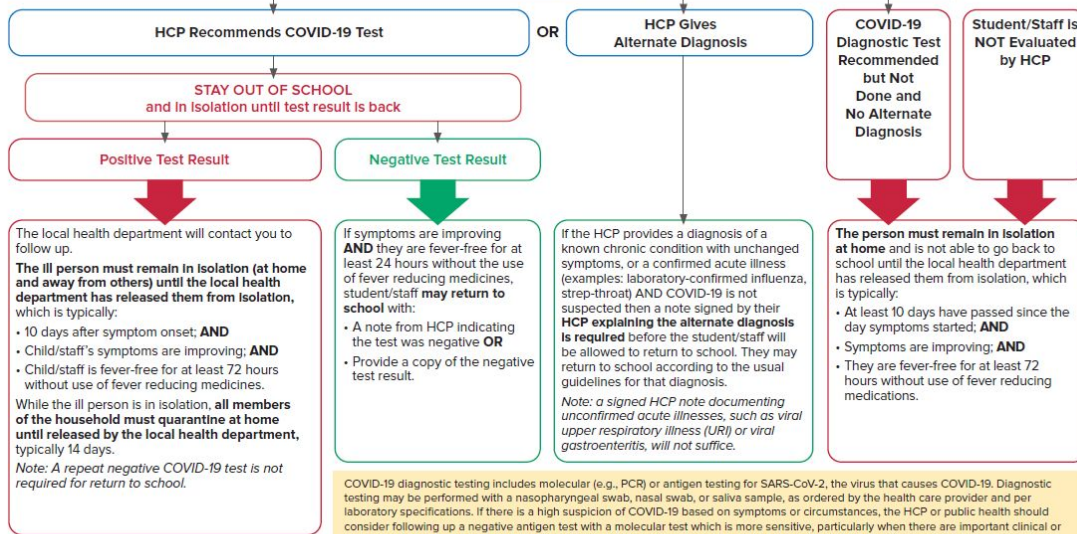 HCP Recommends COVID-19 Test
OR
HCP Gives
Alternate Diagnosis
COVID-19
Diagnostic Test
Recommended
but Not
Done and
No Alternate
Diagnosis
Student/Staff is
NOT Evaluated
by HCP
STAY OUT OF SCHOOL
and in isolation until test result is back
Positive Test Result
Negative Test Result
The local health department will contact you to
follow up.
The ill person must remain in isolation (at home
and away from others) until the local health
department has released them from isolation,
which is typically:
• 10 days after symptom onset; AND
• Child/staff's symptoms are improving; AND
• Child/staff is fever-free for at least 72 hours
without use of fever reducing medicines.
While the ill person is in isolation, all members
of the household must quarantine at home
until released by the local health department,
typically 14 days.
Note: A repeat negative COVID-19 test is not
required for return to school.
If symptoms are improving
AND they are fever-free for at
least 24 hours without the use
of fever reducing medicines,
student/staff may return to
school with:
• A note from HCP indicating
the test was negative OR
• Provide a copy of the negative
test result.
If the HCP provides a diagnosis of a
known chronic condition with unchanged
symptoms, or a confirmed acute illness
(examples: laboratory-confirmed influenza,
strep-throat) AND COVID-19 is not
suspected then a note signed by their
HCP explaining the alternate diagnosis
is required before the student/staff will
be allowed to return to school. They may
return to school according to the usual
guidelines for that diagnosis.
Note: a signed HCP note documenting
unconfirmed acute illnesses, such as viral
upper respiratory illness (URI) or viral
gastroenteritis, will not suffice.
The person must remain in isolation
at home and is not able to go back to
school until the local health department
has released them from isolation, which
is typically:
• At least 10 days have passed since the
day symptoms started; AND
• Symptoms are improving; AND
• They are fever-free for at least 72
hours without use of fever reducing
medications.
COVID-19 diagnostic testing includes molecular (e.g., PCR) or antigen testing for SARS-CoV-2, the virus that causes COVID-19. Diagnostic
testing may be performed with a nasopharyngeal swab, nasal swab, or saliva sample, as ordered by the health care provider and per
laboratory specifications. If there is a high suspicion of COVID-19 based on symptoms or circumstances, the HCP or public health should
consider following up a negative antigen test with a molecular test which is more sensitive, particularly when there are important clinical or